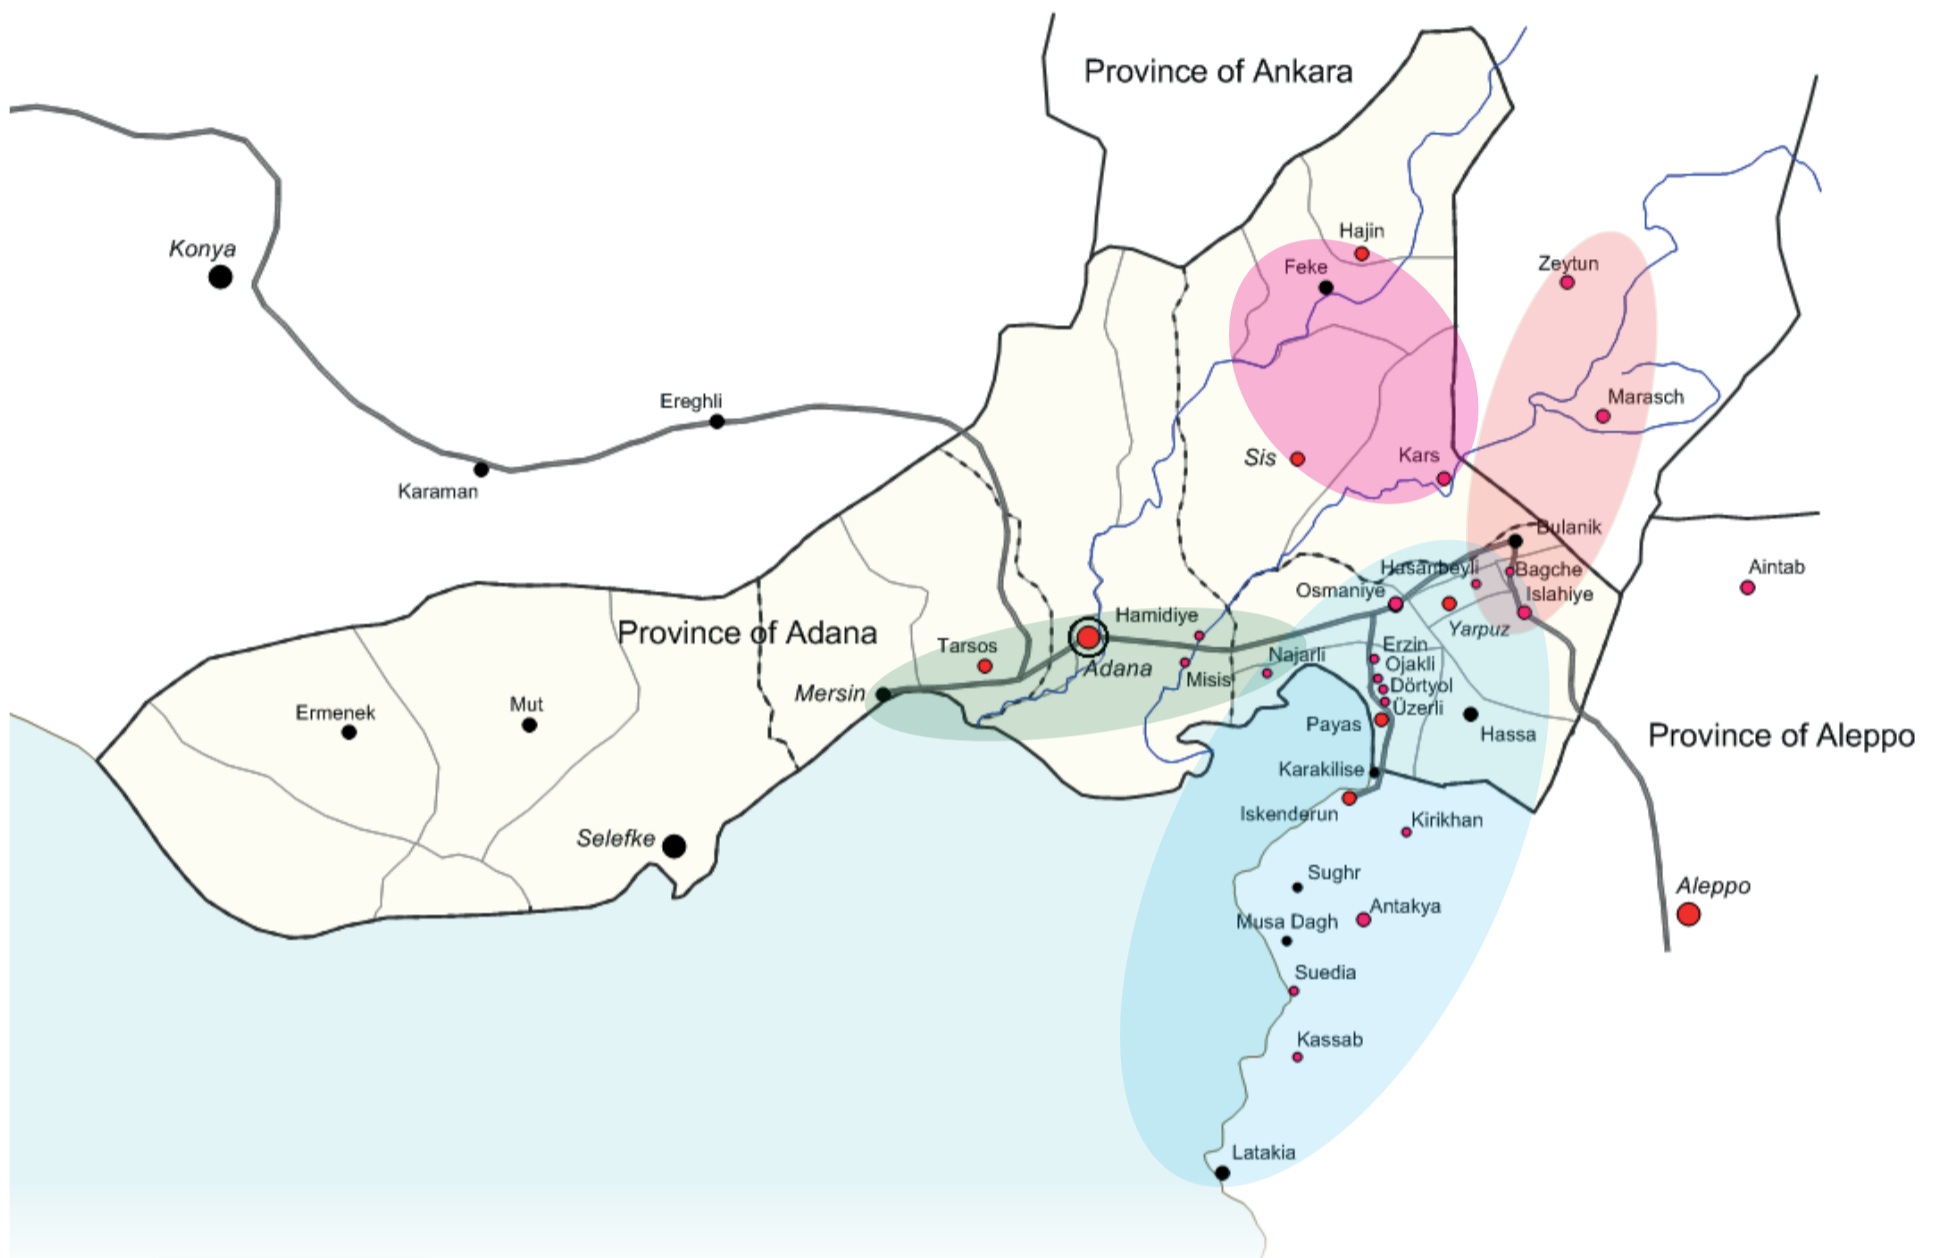 Province of Ankara
Hajin
Konya
Feke
Zeytun
Ereghli
Marasch
Sis
Kars
Karaman
Bulanik
Hasanbeyli
Bagche
Aintab
Osmaniye
Islahiye
Hamidiye
Province of Adana
Yarpuz
Tarsos
Erzin
Najarli
Ojakli
Adana
Misis
Dörtyol
Mersin
Üzerli
Mut
Ermenek
Payas
Hassa
Province of Aleppo
Karakilise
Iskenderun
Kirikhan
Selefke
Sughr
Aleppo
Antakya
Musa Dagh
Suedia
Kassab
Latakia